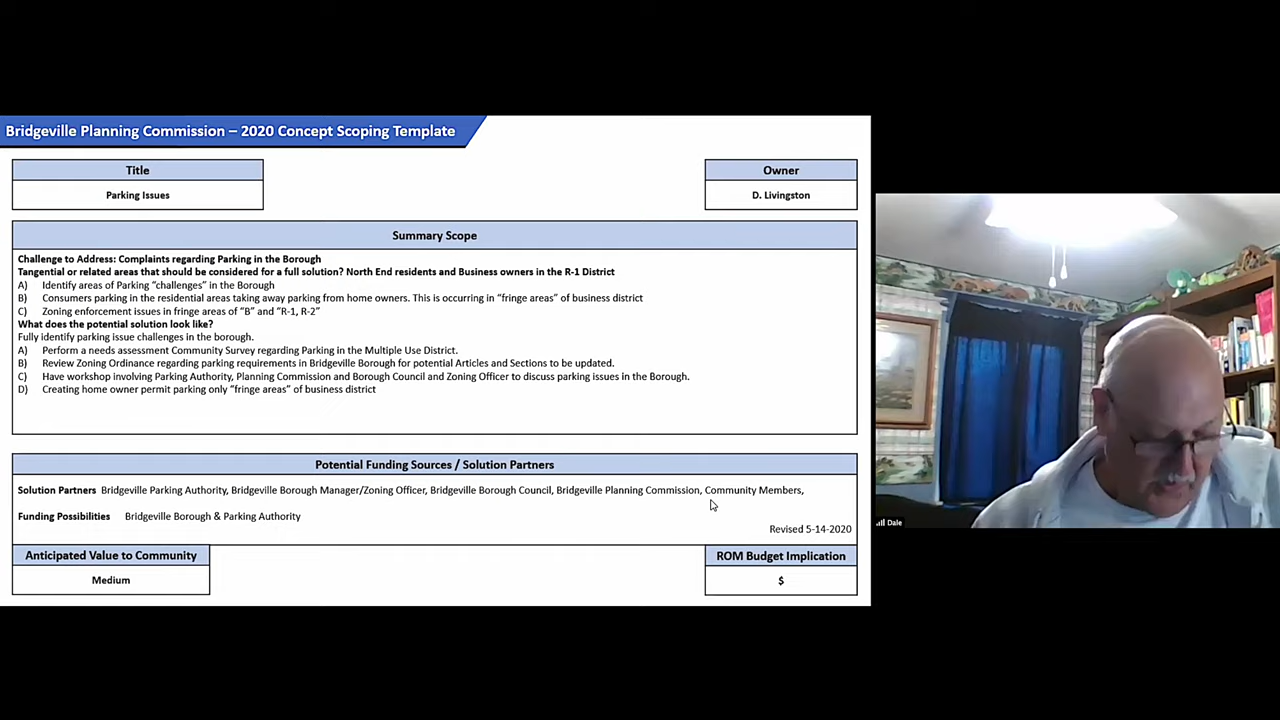 Bridgeville Planning Commission – 2020 Concept Scoping Template
Title
Owner
Parking Issues
D. Livingston
Summary Scope
Challenge to Address: Complaints regarding Parking in the Borough
Tangential or related areas that should be considered for a full solution? North End residents and Business owners in the R-1 District
A) Identify areas of Parking “challenges” in the Borough
B) Consumers parking in the residential areas taking away parking from home owners. This is occurring in “fringe areas” of business district
C) Zoning enforcement issues in fringe areas of “B” and “R-1, R-2”
What does the potential solution look like?
Fully identify parking issue challenges in the borough.
A) Perform a needs assessment Community Survey regarding Parking in the Multiple Use District.
B) Review Zoning Ordinance regarding parking requirements in Bridgeville Borough for potential Articles and Sections to be updated.
C) Have workshop involving Parking Authority, Planning Commission and Borough Council and Zoning Officer to discuss parking issues in the Borough.
D) Creating home owner permit parking only “fringe areas” of business district
Potential Funding Sources / Solution Partners
Solution Partners Bridgeville Parking Authority, Bridgeville Borough Manager/Zoning Officer, Bridgeville Borough Council, Bridgeville Planning Commission, Community Members,
Funding Possibilities Bridgeville Borough & Parking Authority
Revised 5-14-2020
Anticipated Value to Community
ROM Budget Implication
Medium
$
Dale